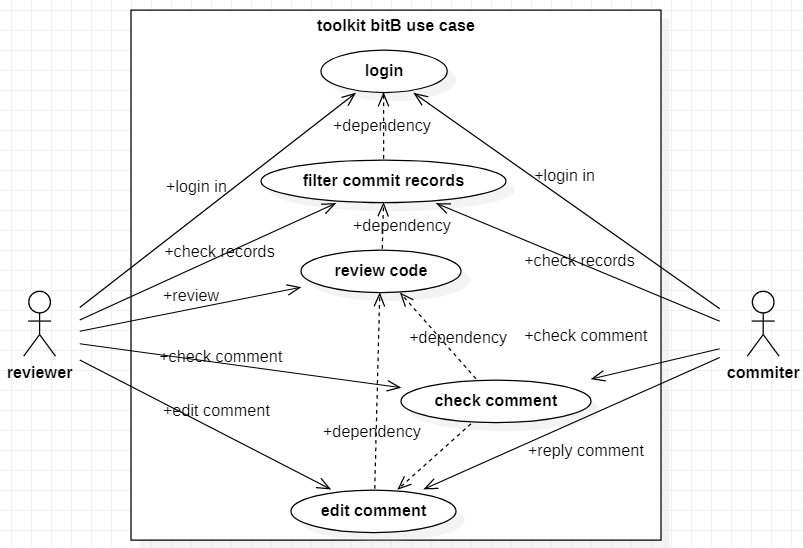 toolkit bitB use case
login
+dependency
+login in
+login in
filter commit records
+dependency
+check records
+check records
review code
+review
+dependency
+check comment
+check comment
reviewer
commiter
check comment
+edit comment
+dependency
+reply comment
edit comment